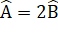 Â = 2B̂